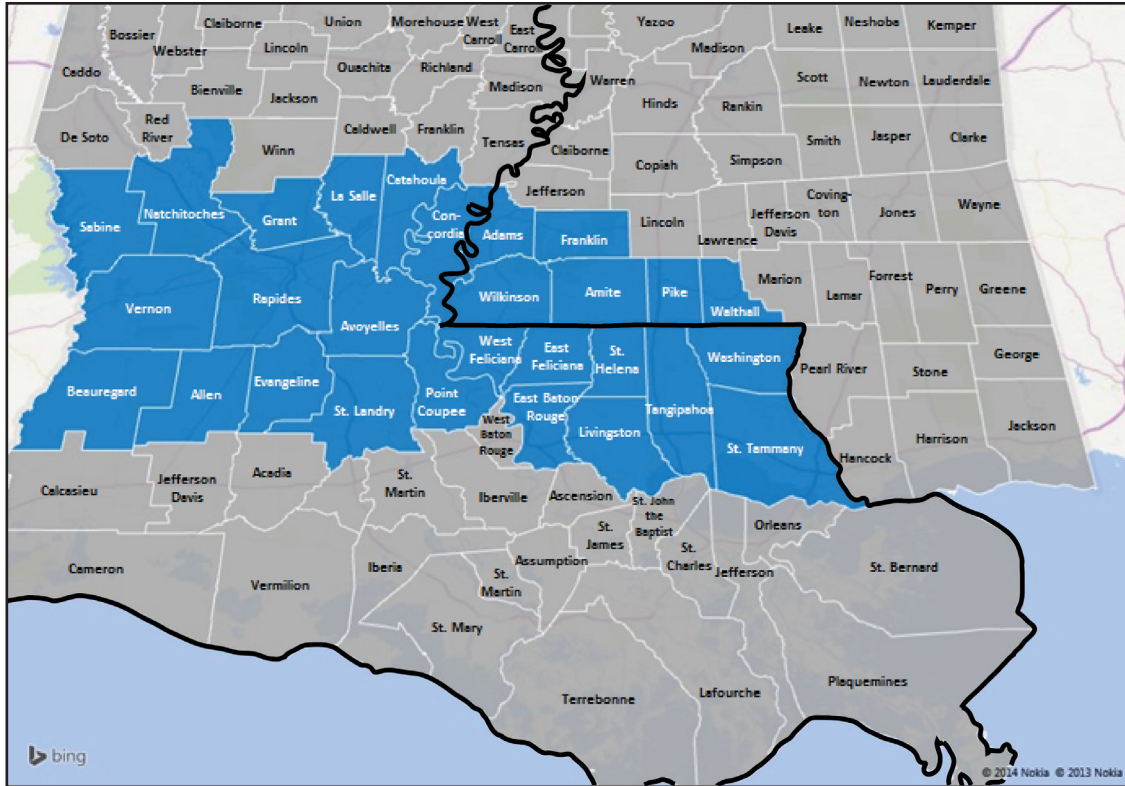 Bossier
Claiborne
Webster
Union
Lincoln
Morehouse
West
Carroll
East
Carroll
Yazoo
Madison
Leake
Neshoba
Kemper
Caddo
Bienville
Jackson
Ouachita
Richland
Madison
Warren
Hinds
Rankin
Scott
Newton
Lauderdale
De Soto
Red
River
Winn
Caldwell
Franklin
Tensas
Claiborne
Copiah
Simpson
Smith
Jasper
Clarke
Sabine
Natchitoches
Grant
La Salle
Catahoula
Con-
cordia
Adams
Jefferson
Franklin
Lincoln
Lawrence
Jefferson
Davis
Coving-
ton
Jones
Wayne
Vernon
Rapides
Avoyelles
Wilkinson
Amite
Pike
Walthall
Marion
Lamar
Forrest
Perry
Greene
Beauregard
Allen
Evangeline
St. Landry
Point
Coupee
West
Feliciana
East
Feliciana
St.
Helena
East Baton
Rouge
West
Baton
Rouge
Livingston
Tangipahoa
Washington
St. Tammany
Pearl River
Stone
George
Hancock
Harrison
Jackson
Calcasieu
Jefferson
Davis
Acadia
St.
Martin
Iberville
Ascension
St. John
the
Baptist
Orleans
Cameron
Vermilion
Iberia
St.
Martin
Assumption
St.
James
St.
Charles
Jefferson
St. Bernard
St. Mary
Terrebonne
Lafourche
Plaquemines
bing
© 2014 Nokia © 2013 Nokia